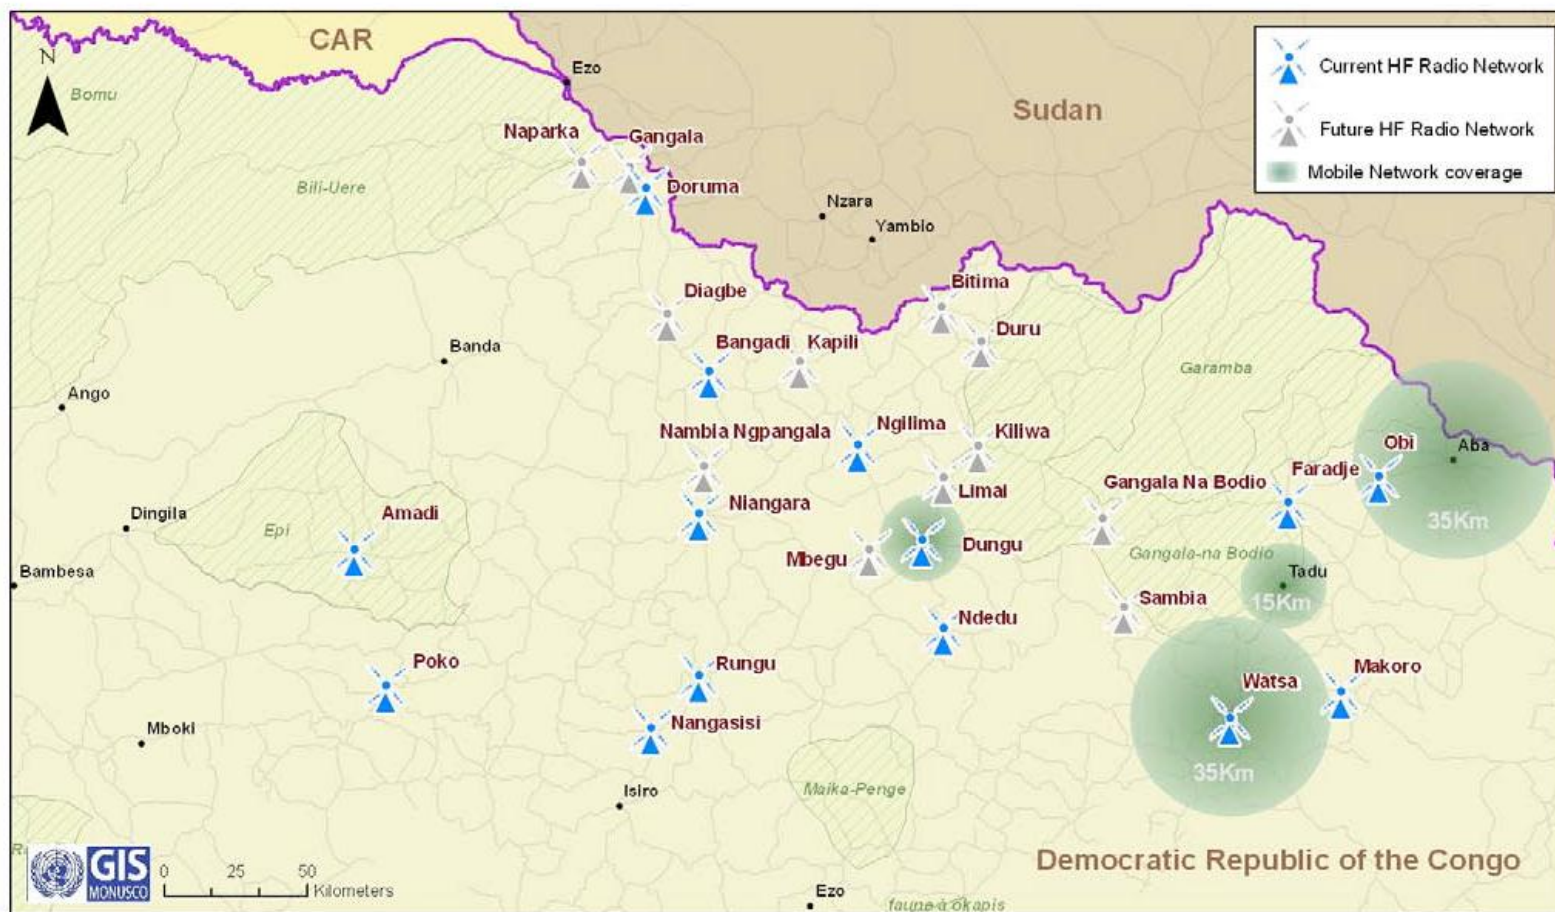 CAR
N
Ezo
Current HF Radio Network
Bomu
Sudan
Future HF Radio Network
Naparka
Gangala
Mobile Network coverage
Bili-Uere
Doruma
Nzara
Yambio
Diagbe
Bitima
Duru
Banda
Bangadi
Kapili
Garamba
Ango
Nambia Ngpangala
Ngilima
Kiliwa
Obi
Aba
Gangala Na Bodio
Faradje
Limai
Niangara
Dingila
Amadi
35Km
Epi
Dungu
Gangala-na Bodio
Mbegu
Bambesa
Tadu
15Km
Sambia
Ndedu
Poko
Rungu
Makoro
Watsa
Mboki
Nangasisi
35Km
Maika-Penge
Isiro
GIS
MONUSCO
0 25 50
Kilometers
Democratic Republic of the Congo
Ezo
faune à okapis